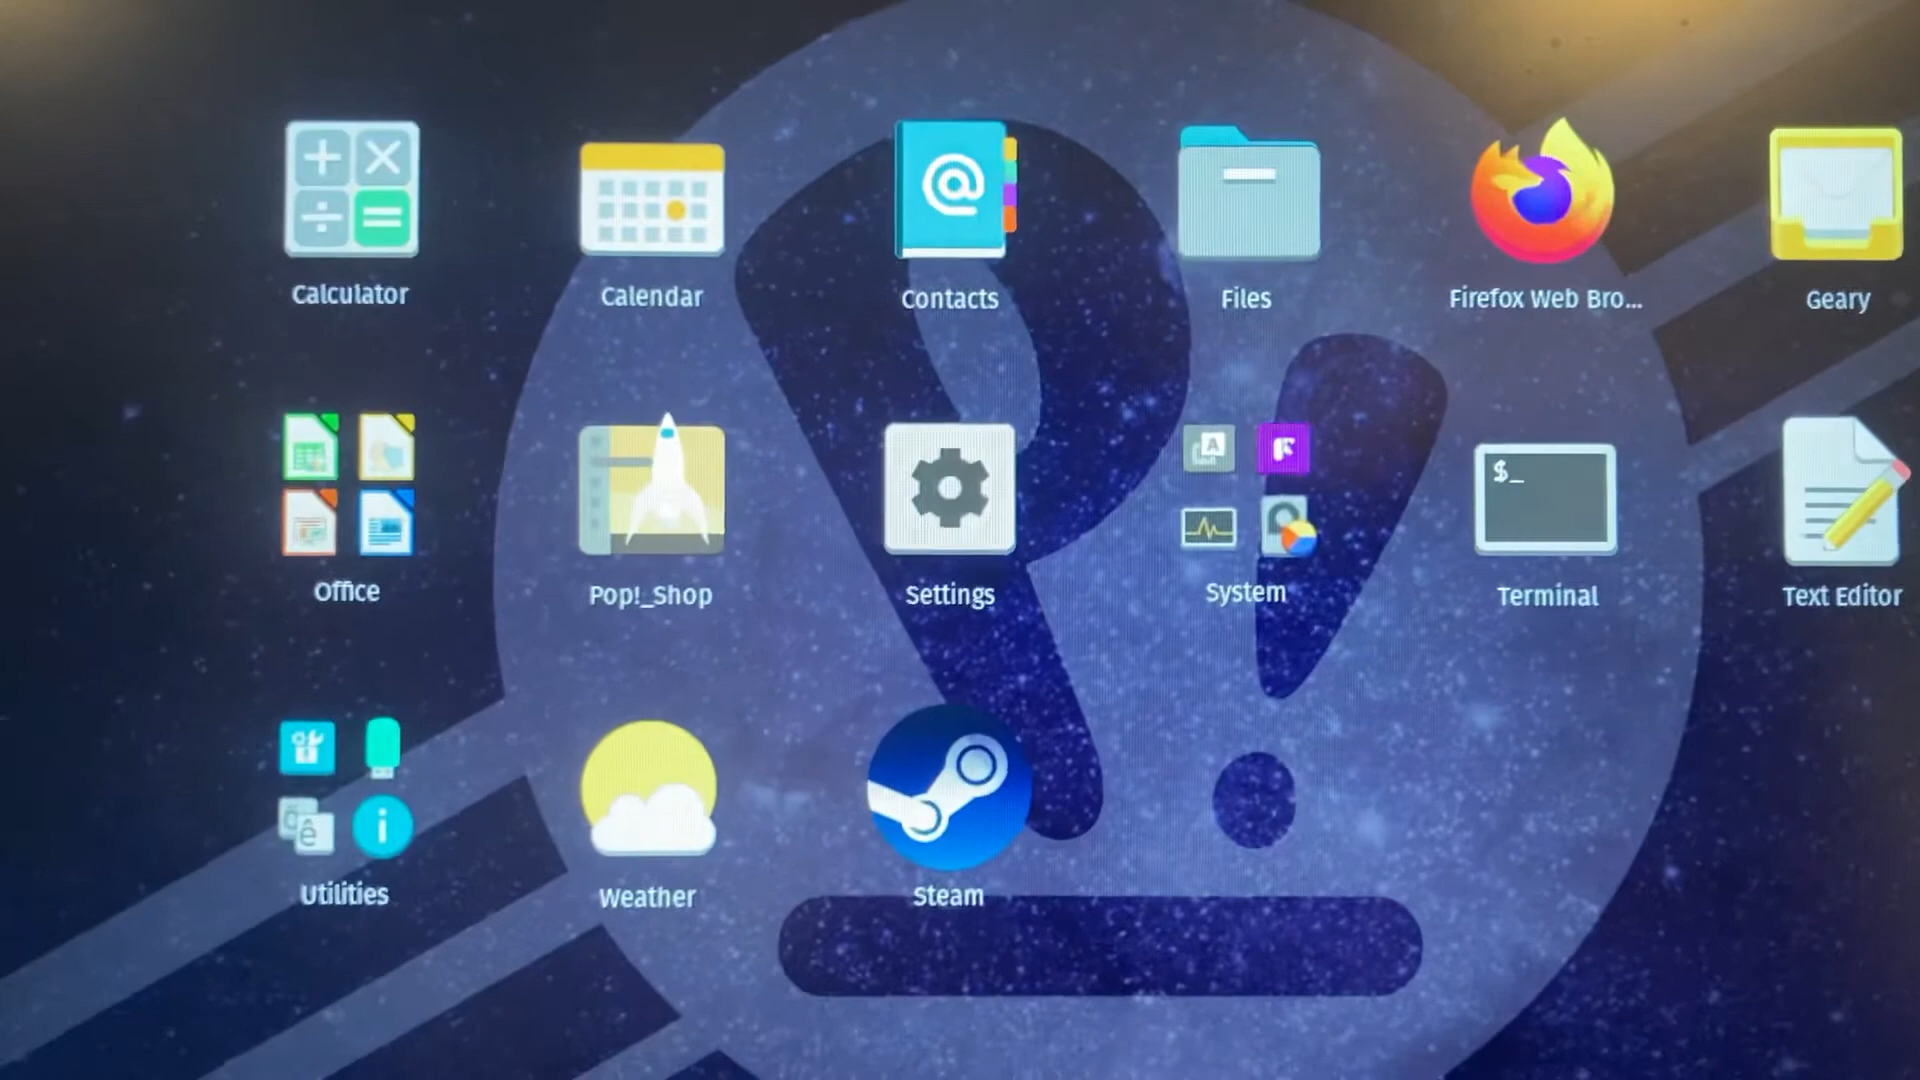 Calculator
Calendar
Contacts
Files
Firefox Web Bro...
Geary
$_
Office
Pop!_Shop
Settings
System
Terminal
Text Editor
Utilities
Weather
Steam